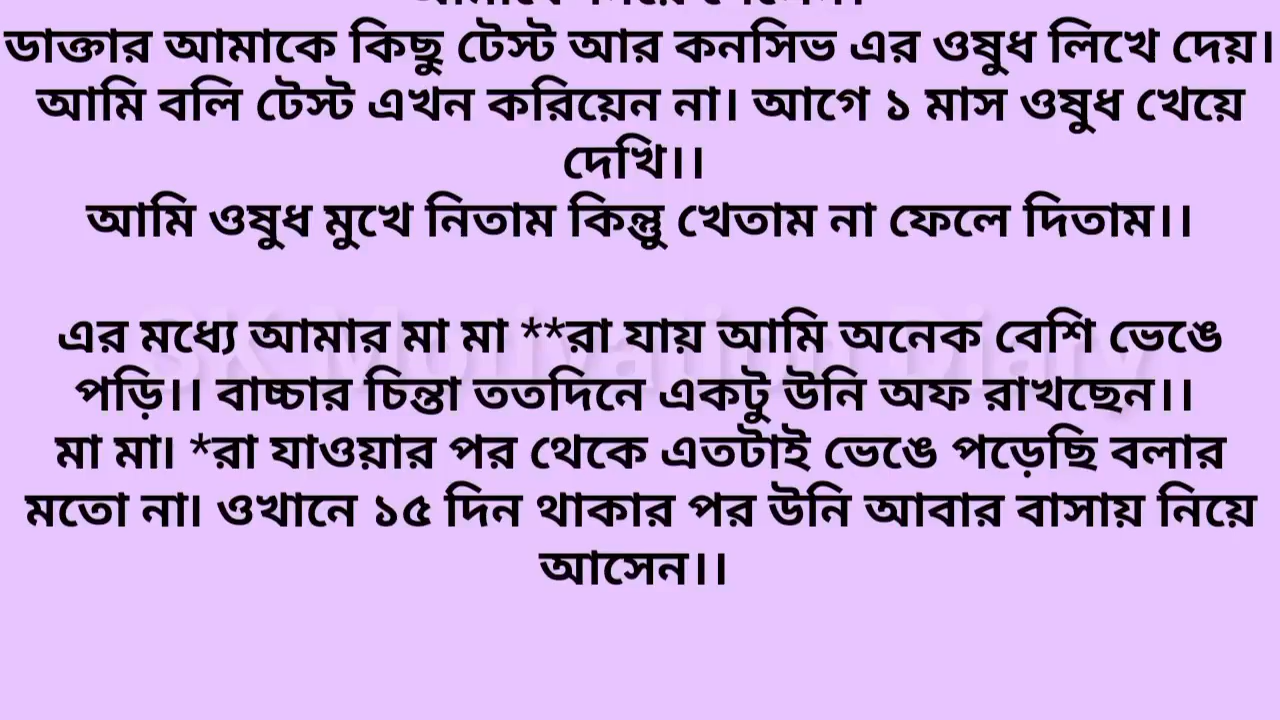 ডাক্তার আমাকে কিছু টেস্ট আর কনসিভ এর ওষুধ লিখে দেয়।
আমি বলি টেস্ট এখন করিয়েন না। আগে ১ মাস ওষুধ খেয়ে
দেখি।।
আমি ওষুধ মুখে নিতাম কিন্তু খেতাম না ফেলে দিতাম।।
এর মধ্যে আমার মা মা **রা যায় আমি অনেক বেশি ভেঙে
পড়ি।। বাচ্চার চিন্তা ততদিনে একটু উনি অফ রাখছেন।।
মা মা। *রা যাওয়ার পর থেকে এতটাই ভেঙে পড়েছি বলার
মতো না। ওখানে ১৫ দিন থাকার পর উনি আবার বাসায় নিয়ে
আসেন।।